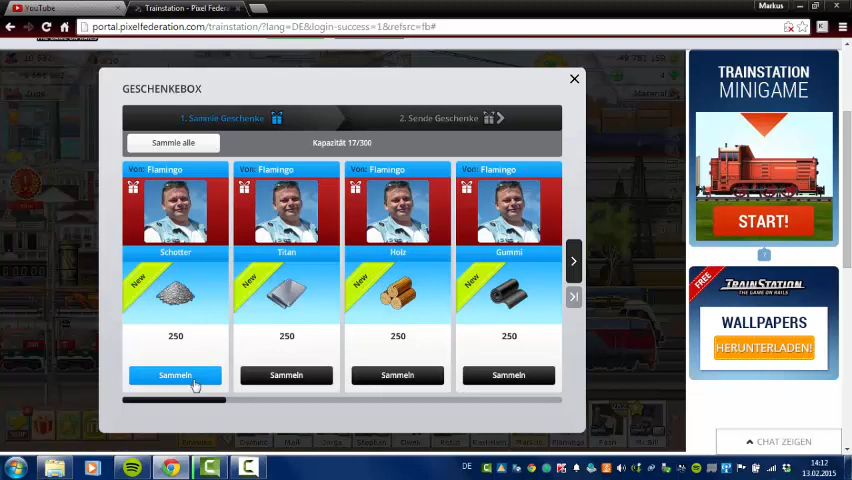 YouTube
Trainstation - Pixel Federa
Markus
portal.pixelfederation.com/trainstation/?lang=DE&login-success=1&refsrc=fb#
GESCHENKEBOX
1. Sammle Geschenke
2. Sende Geschenke
Sammle alle
Kapazität 17/300
Von: Flamingo
Von: Flamingo
Von: Flamingo
Von: Flamingo
Schotter
Titan
Holz
Gummi
New
New
New
New
250
250
250
250
Sammeln
Sammeln
Sammeln
Sammeln
TRAINSTATION
MINIGAME
START!
?
FREE
TRAINSTATION
THE GAME ON RAILS
WALLPAPERS
HERUNTERLADEN!
CHAT ZEIGEN
DE
14:12
13.02.2015